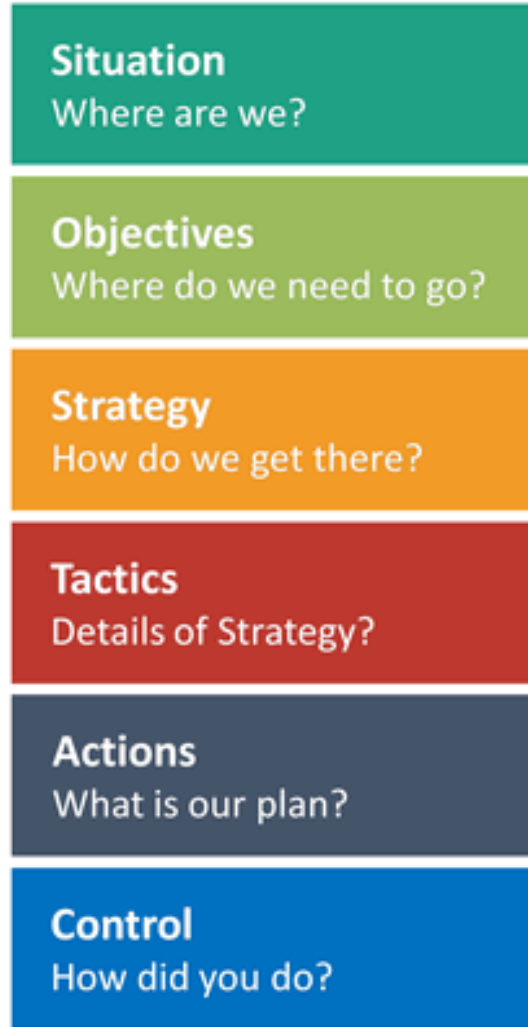 Situation
Where are we?
Objectives
Where do we need to go?
Strategy
How do we get there?
Tactics
Details of Strategy?
Actions
What is our plan?
Control
How did you do?